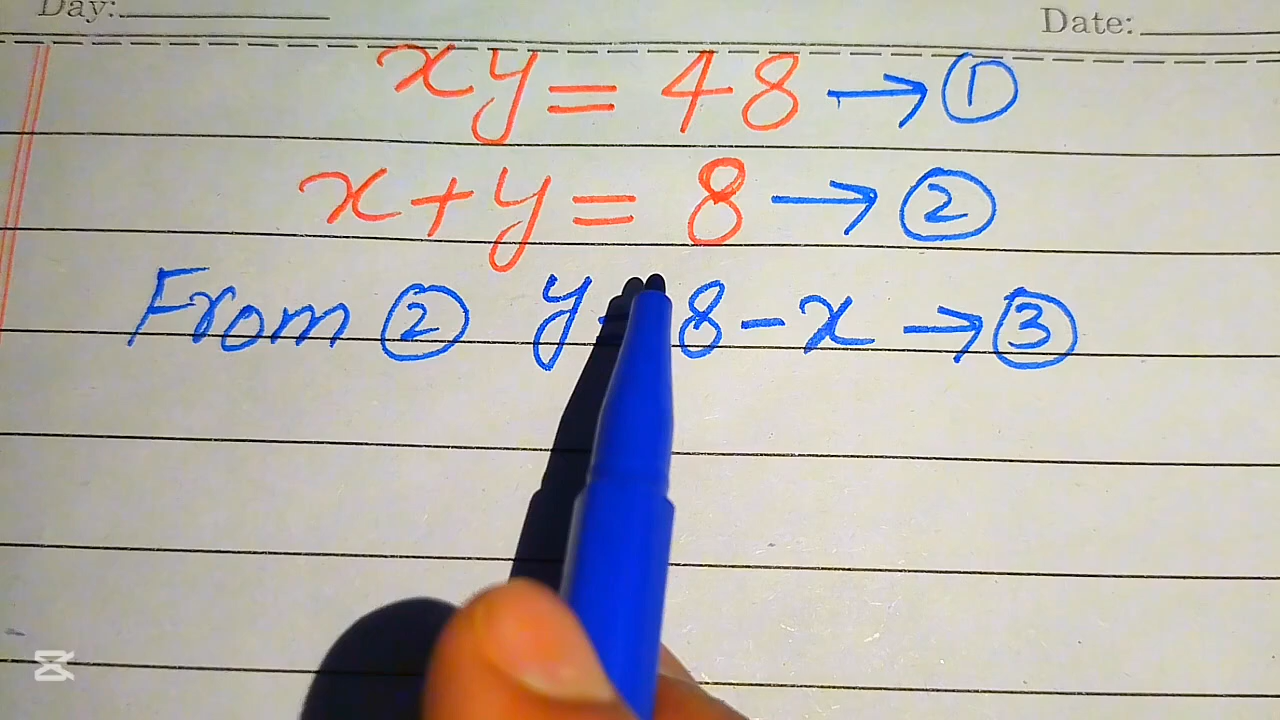 Day: Date:
xy = 48 → ①
x + y = 8 → ②
From ② y - 8 - x → ③